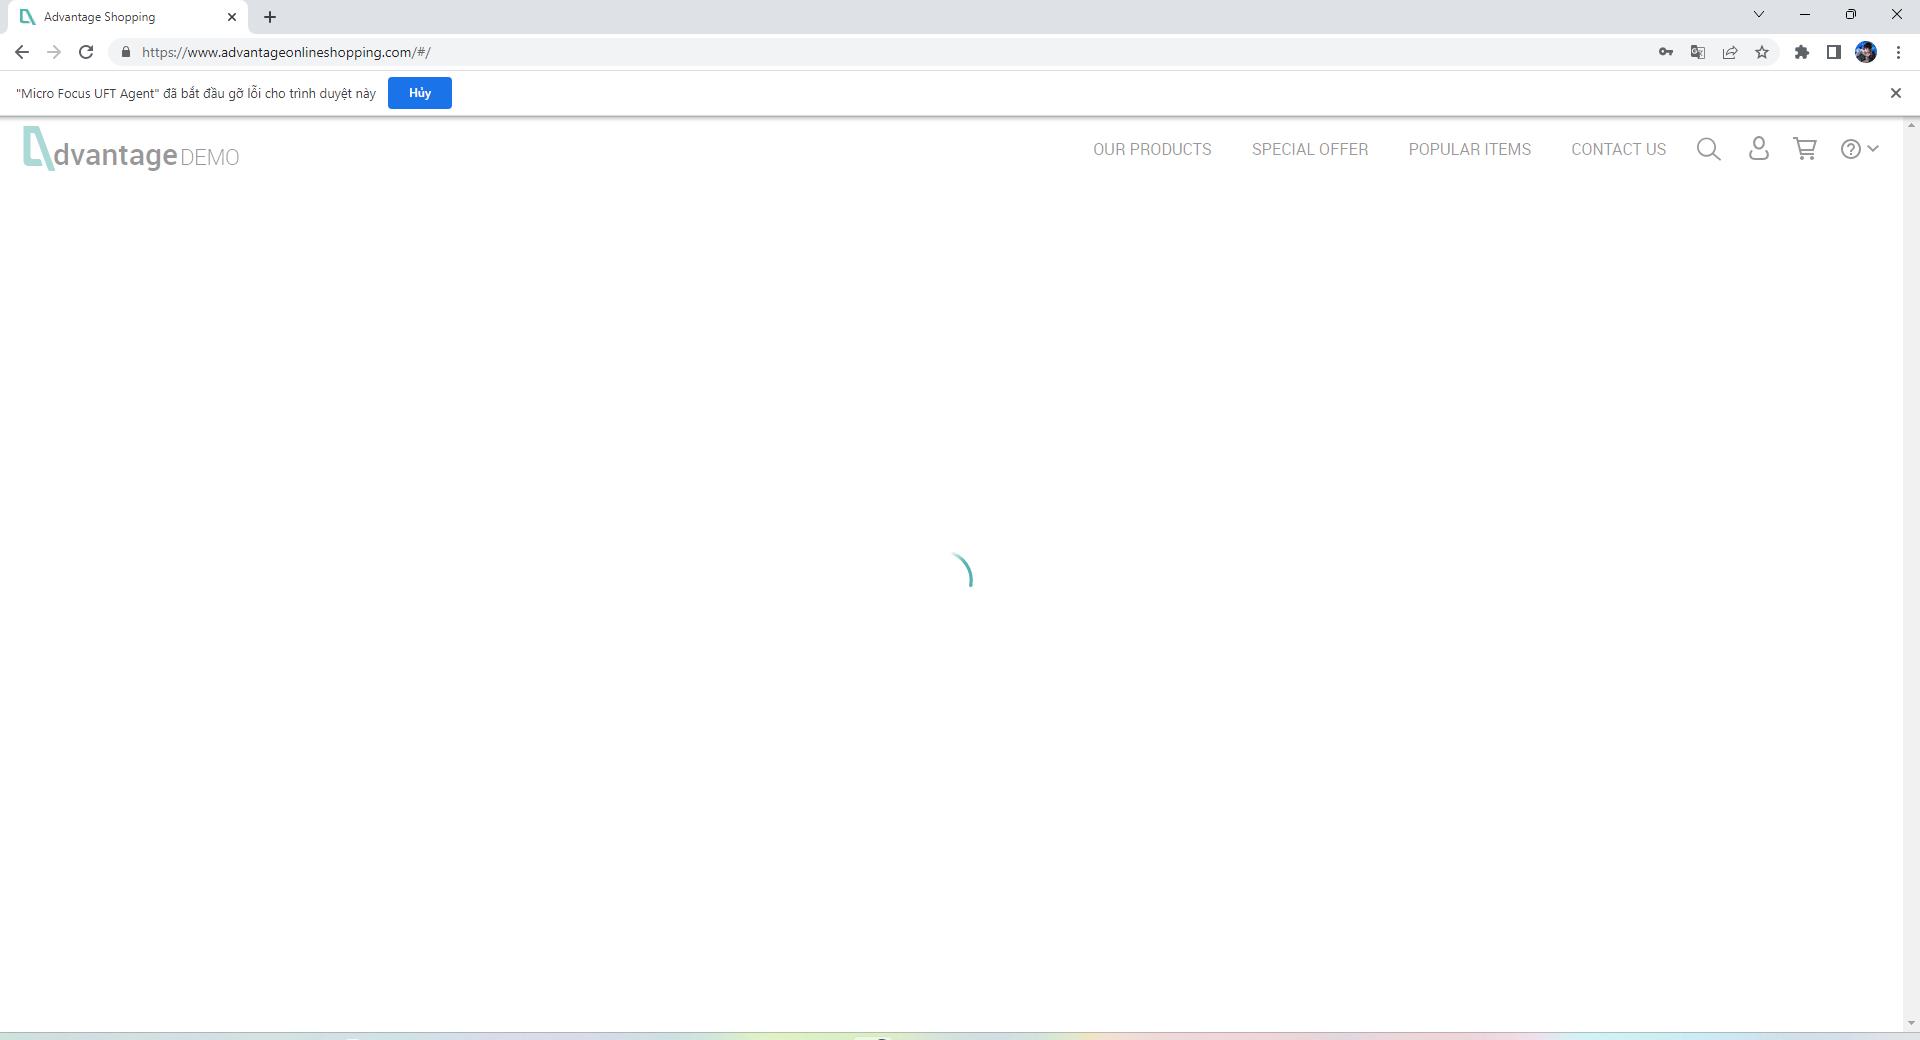 Advantage Shopping
https://www.advantageonlineshopping.com/#/
"Micro Focus UFT Agent" đã bắt đầu gỡ lỗi cho trình duyệt này
Hủy
dvantage DEMO
OUR PRODUCTS
SPECIAL OFFER
POPULAR ITEMS
CONTACT US